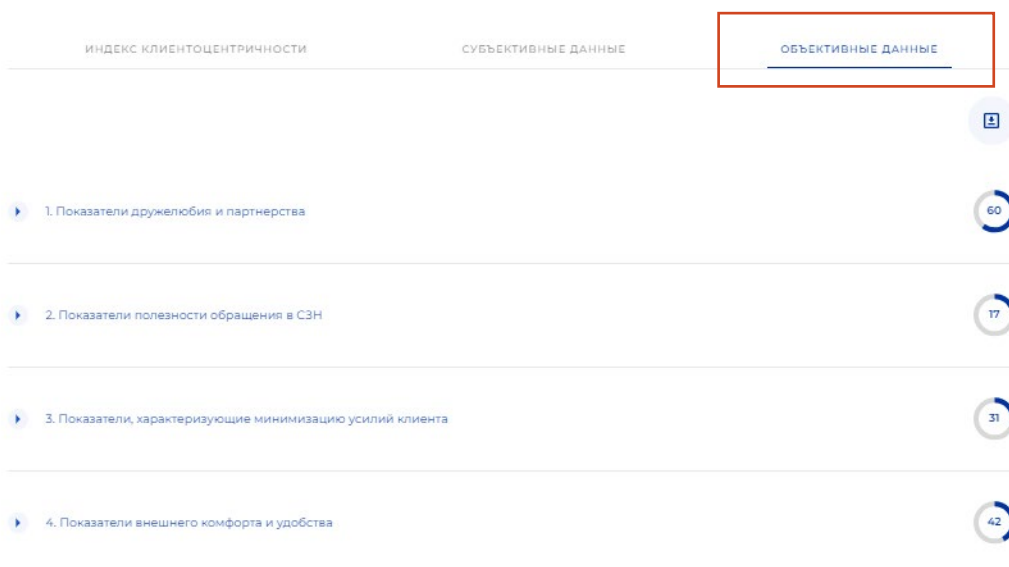 ИНДЕКС КЛИЕНТОЦЕНТРИЧНОСТИ
СУБЪЕКТИВНЫЕ ДАННЫЕ
ОБЪЕКТИВНЫЕ ДАННЫЕ
1. Показатели дружелюбия и партнерства
60
2. Показатели полезности обращения в СЗН
17
3. Показатели, характеризующие минимизацию усилий клиента
31
4. Показатели внешнего комфорта и удобства
42